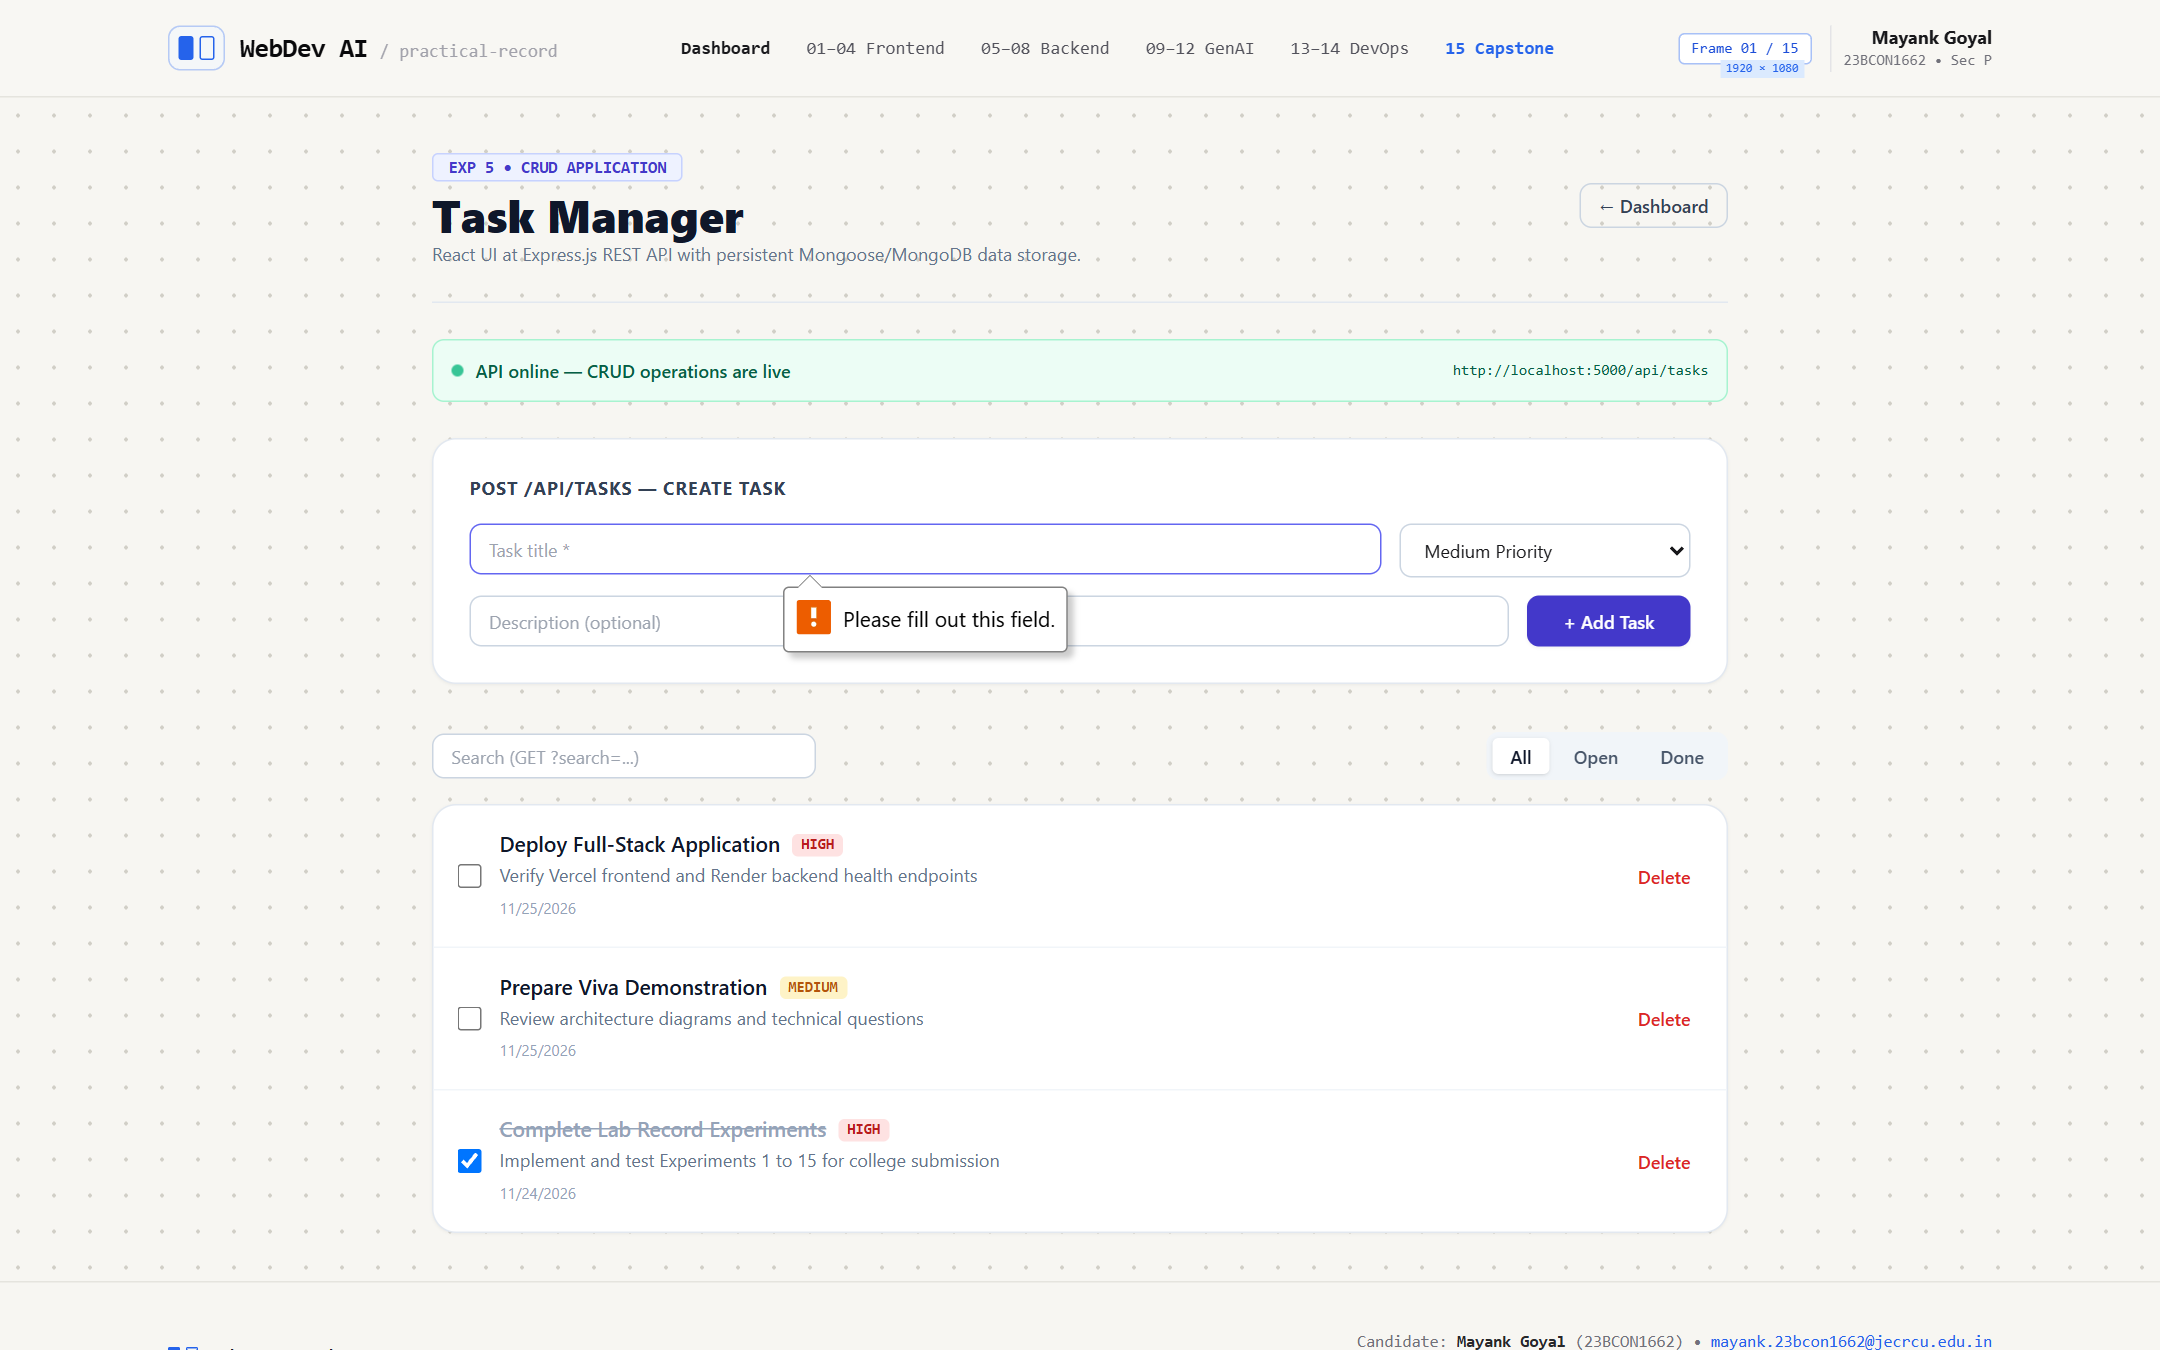 WebDev AI / practical-record
Dashboard 01–04 Frontend 05–08 Backend 09–12 GenAI 13–14 DevOps 15 Capstone
Frame 01 / 15
1920 × 1080
Mayank Goyal
23BCON1662 • Sec P
EXP 5 • CRUD APPLICATION
Task Manager
React UI at Express.js REST API with persistent Mongoose/MongoDB data storage.
← Dashboard
API online — CRUD operations are live
http://localhost:5000/api/tasks
POST /API/TASKS — CREATE TASK
Task title *
Medium Priority
Description (optional)
Please fill out this field.
+ Add Task
Search (GET ?search=...)
All Open Done
Deploy Full-Stack Application HIGH
Verify Vercel frontend and Render backend health endpoints
11/25/2026
Delete
Prepare Viva Demonstration MEDIUM
Review architecture diagrams and technical questions
11/25/2026
Delete
Complete Lab Record Experiments HIGH
Implement and test Experiments 1 to 15 for college submission
11/24/2026
Delete
Candidate: Mayank Goyal (23BCON1662) • mayank.23bcon1662@jecrcu.edu.in